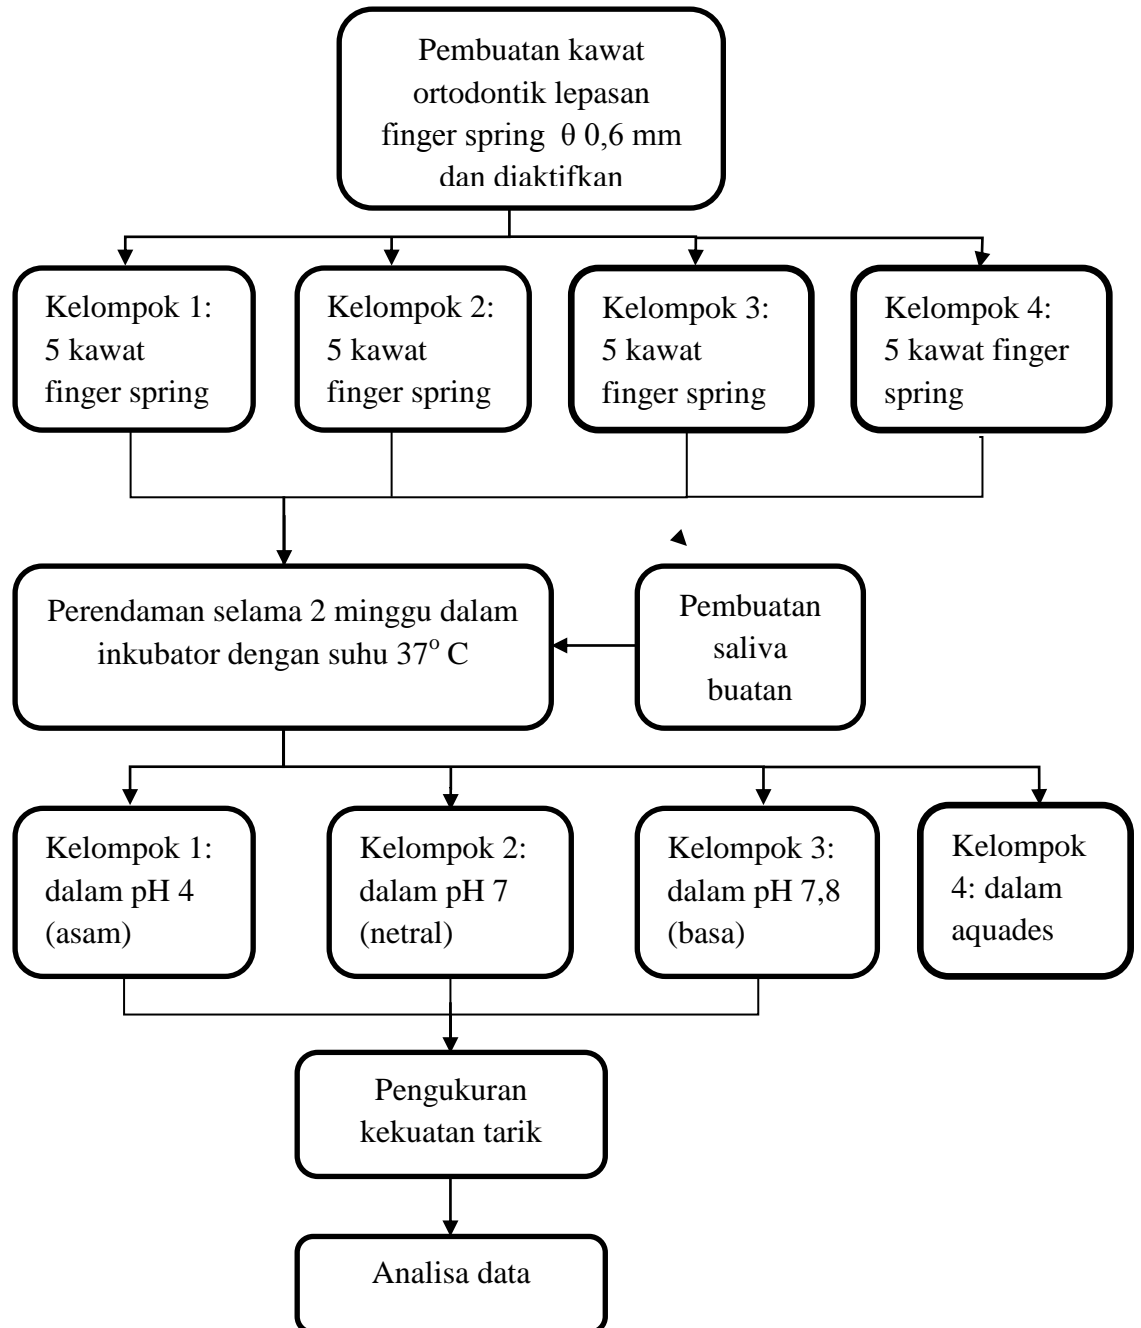 Pembuatan kawat
ortodontik lepasan
finger spring θ 0,6 mm
dan diaktifkan
Kelompok 1:
5 kawat
finger spring
Kelompok 2:
5 kawat
finger spring
Kelompok 3:
5 kawat
finger spring
Kelompok 4:
5 kawat finger
spring
Perendaman selama 2 minggu dalam
inkubator dengan suhu 37° C
Pembuatan
saliva
buatan
Kelompok 1:
dalam pH 4
(asam)
Kelompok 2:
dalam pH 7
(netral)
Kelompok 3:
dalam pH 7,8
(basa)
Kelompok
4: dalam
aquades
Pengukuran
kekuatan tarik
Analisa data